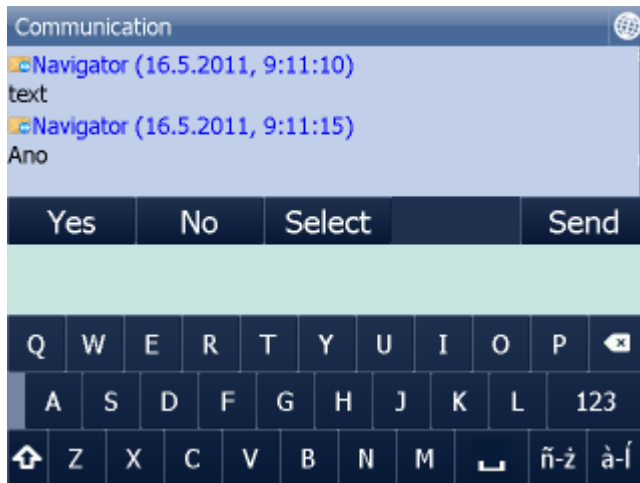 Communication
Navigator (16.5.2011, 9:11:10)
text
Navigator (16.5.2011, 9:11:15)
Ano
Yes No Select Send
Q W E R T Y U I O P
A S D F G H J K L 123
Z X C V B N M ñ-ż à-Í